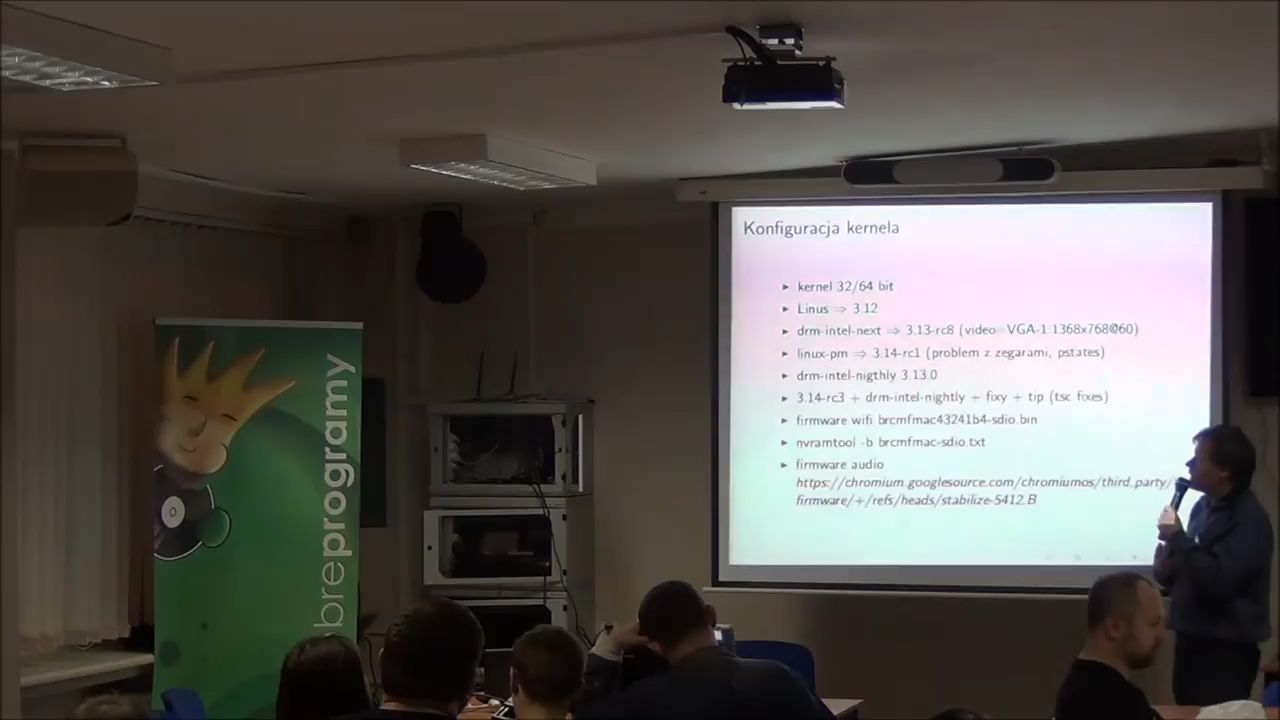 Konfiguracja kernela
kernel 32/64 bit
Linus ⇒ 3.12
drm-intel-next ⇒ 3.13-rc8 (video=VGA-1:1368x768@60)
linux-pm ⇒ 3.14-rc1 (problem z zegarami, pstates)
drm-intel-nigthly 3.13.0
3.14-rc3 + drm-intel-nightly + fixy + tip (tsc fixes)
firmware wifi brcmfmac43241b4-sdio.bin
nvramtool -b brcmfmac-sdio.txt
firmware audio
https://chromium.googlesource.com/chromiumos/third_party/
firmware/+/refs/heads/stabilize-5412.B
breprogramy